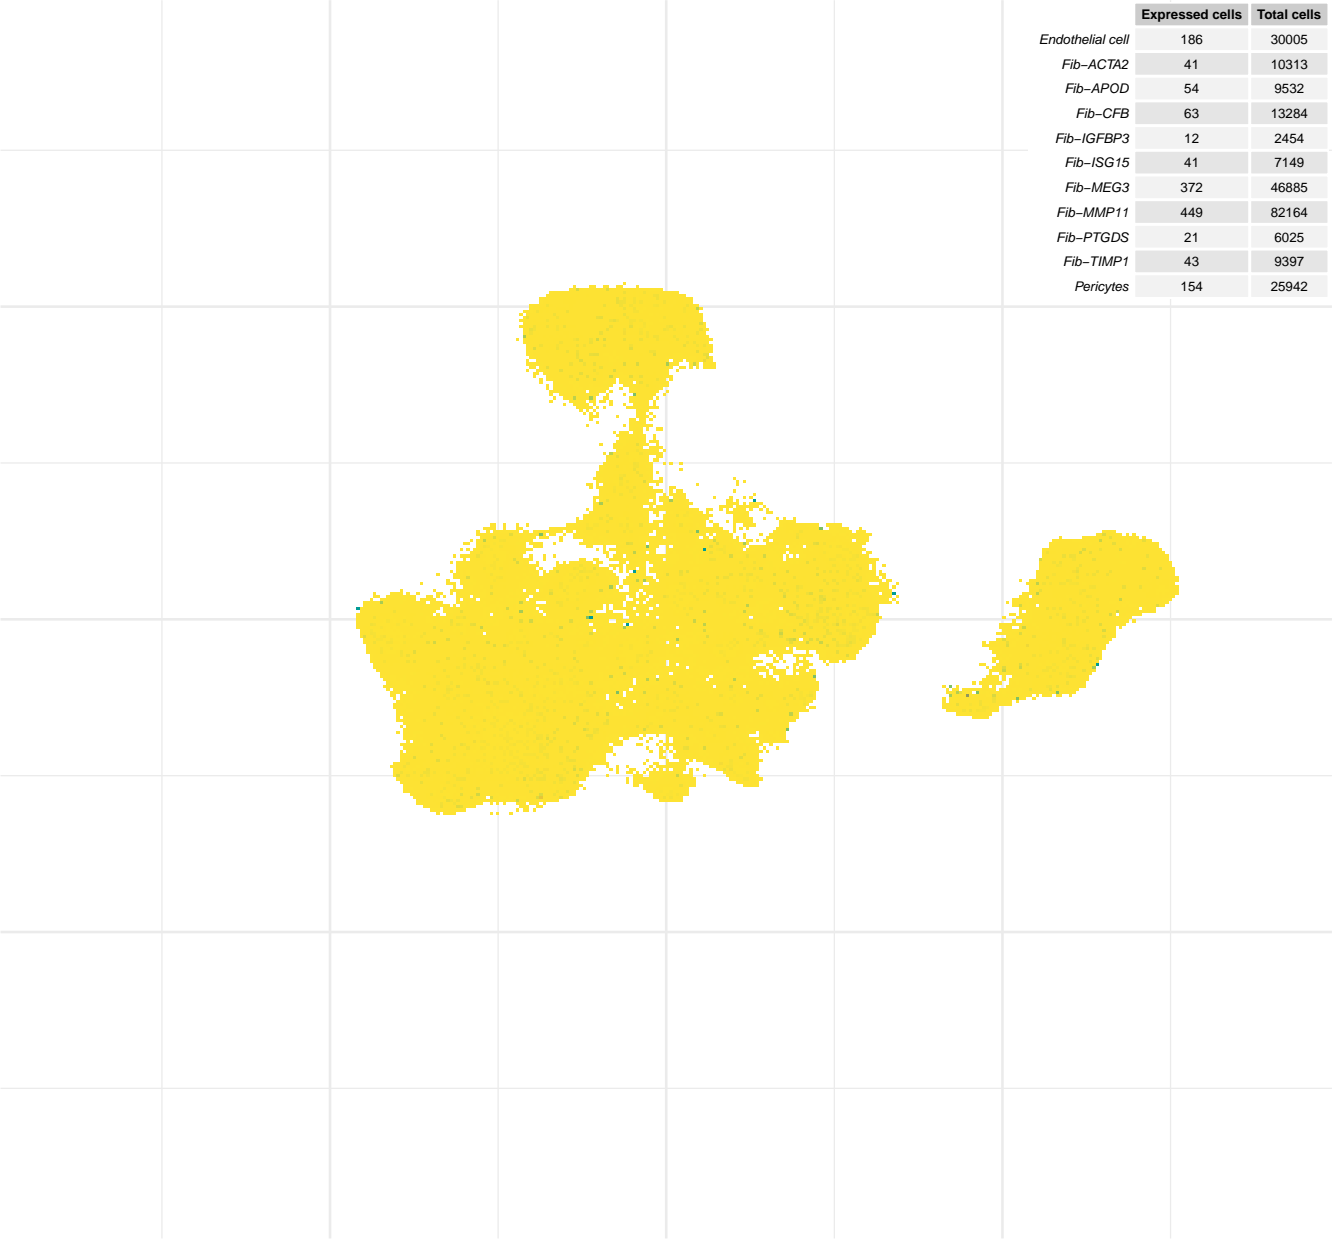 Expressed cells Total cells
Endothelial cell 186 30005
Fib−ACTA2 41 10313
Fib−APOD 54 9532
Fib−CFB 63 13284
Fib−IGFBP3 12 2454
Fib−ISG15 41 7149
Fib−MEG3 372 46885
Fib−MMP11 449 82164
Fib−PTGDS 21 6025
Fib−TIMP1 43 9397
Pericytes 154 25942